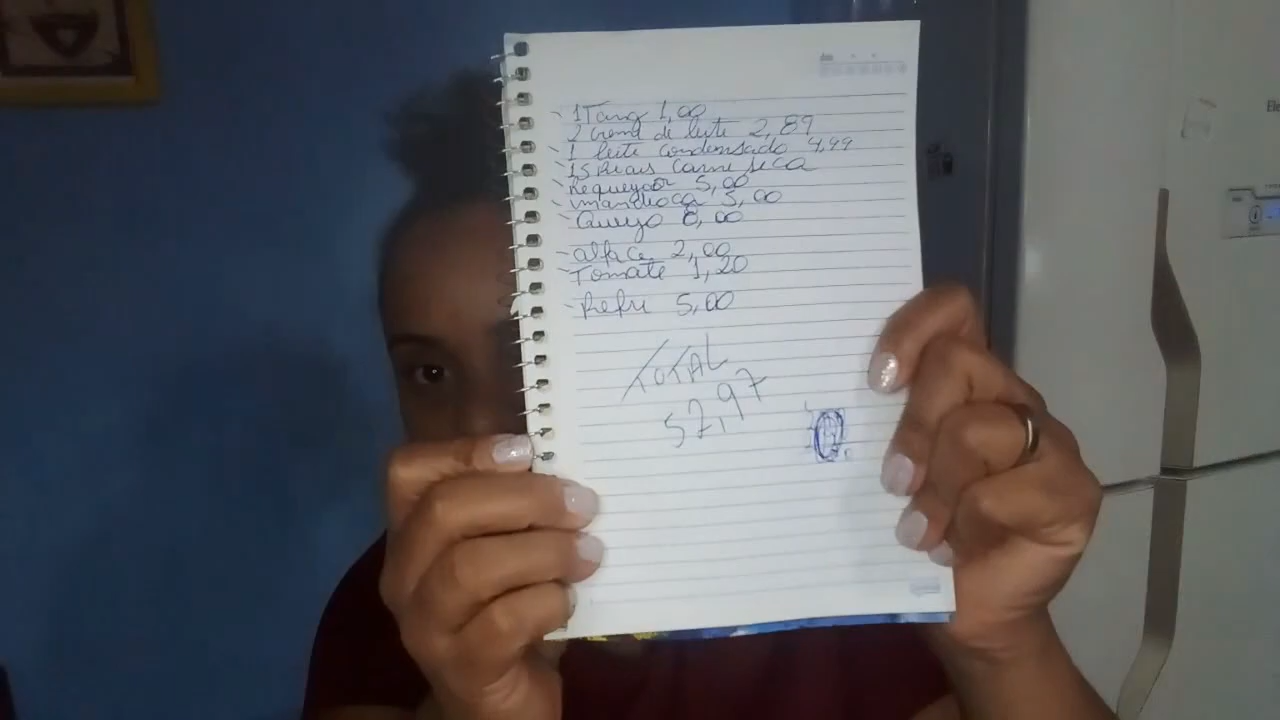 - 1 Tang 1,00
2 creme de leite 2,89
- 1 leite condensado 4,99
- 15 Reais Carne seca
- Requeyor 5,00
- mandioca 5,00
- Queyo 8,00
- alface 2,00
- Tomate 1,20
- Refri 5,00
TOTAL
52,97